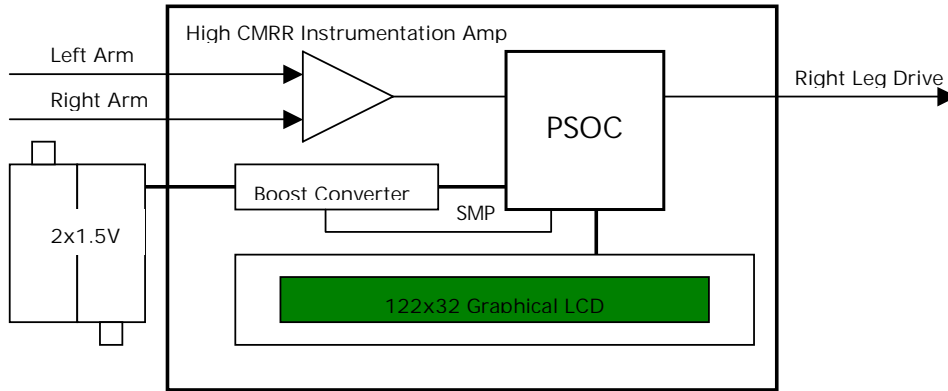 High CMRR Instrumentation Amp
Left Arm
Right Arm
PSOC
Right Leg Drive
Boost Converter
SMP
2x1.5V
122x32 Graphical LCD